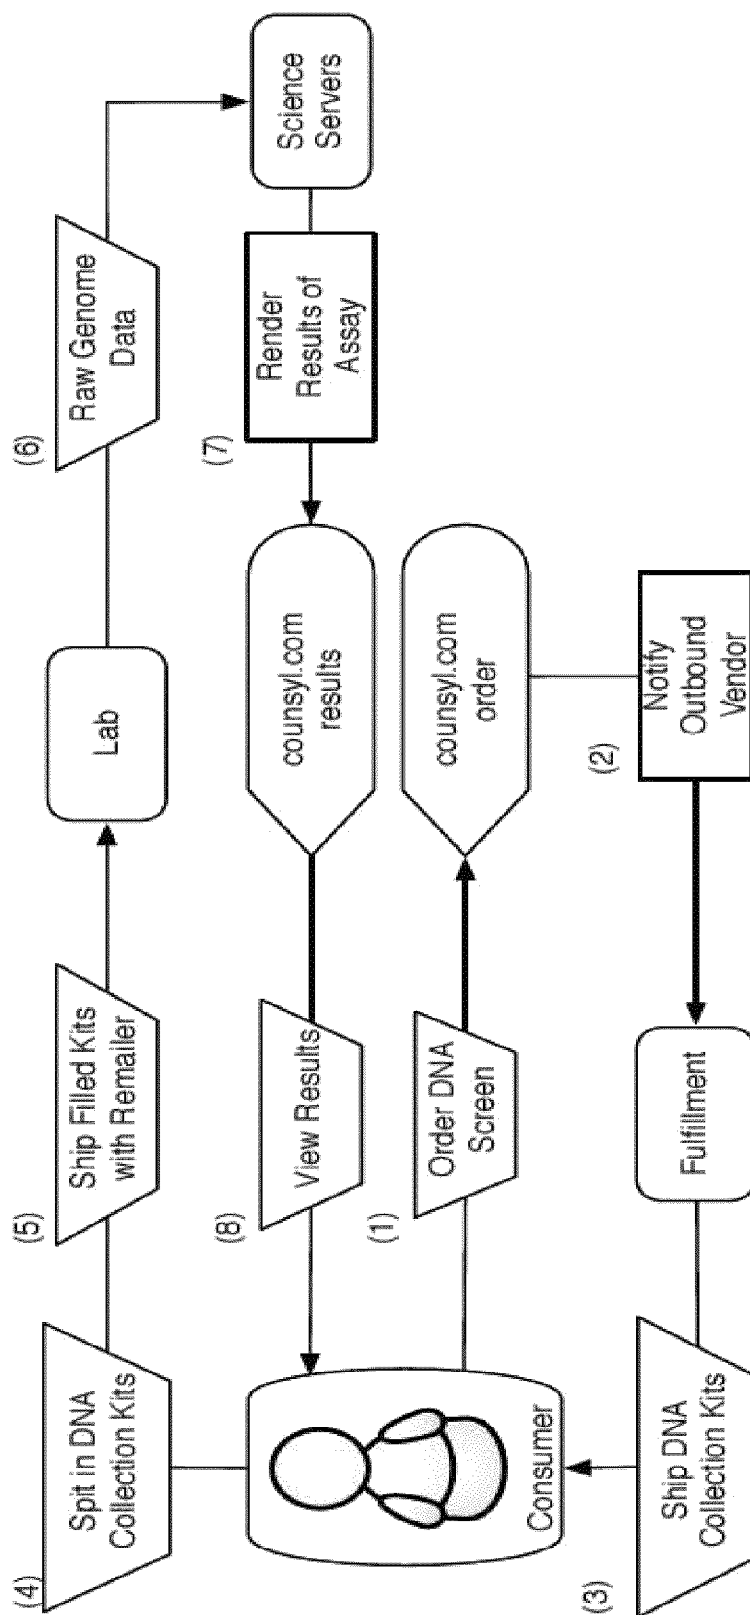 (4)
Spit in DNA
Collection Kits
(5)
Ship Filled Kits
with Remailer
Lab
(6)
Raw Genome
Data
Science
Servers
(7)
Render
Results of
Assay
counsyl.com
results
(8)
View Results
Consumer
(1)
Order DNA
Screen
counsyl.com
order
(2)
Notify
Outbound
Vendor
Fulfillment
(3)
Ship DNA
Collection Kits